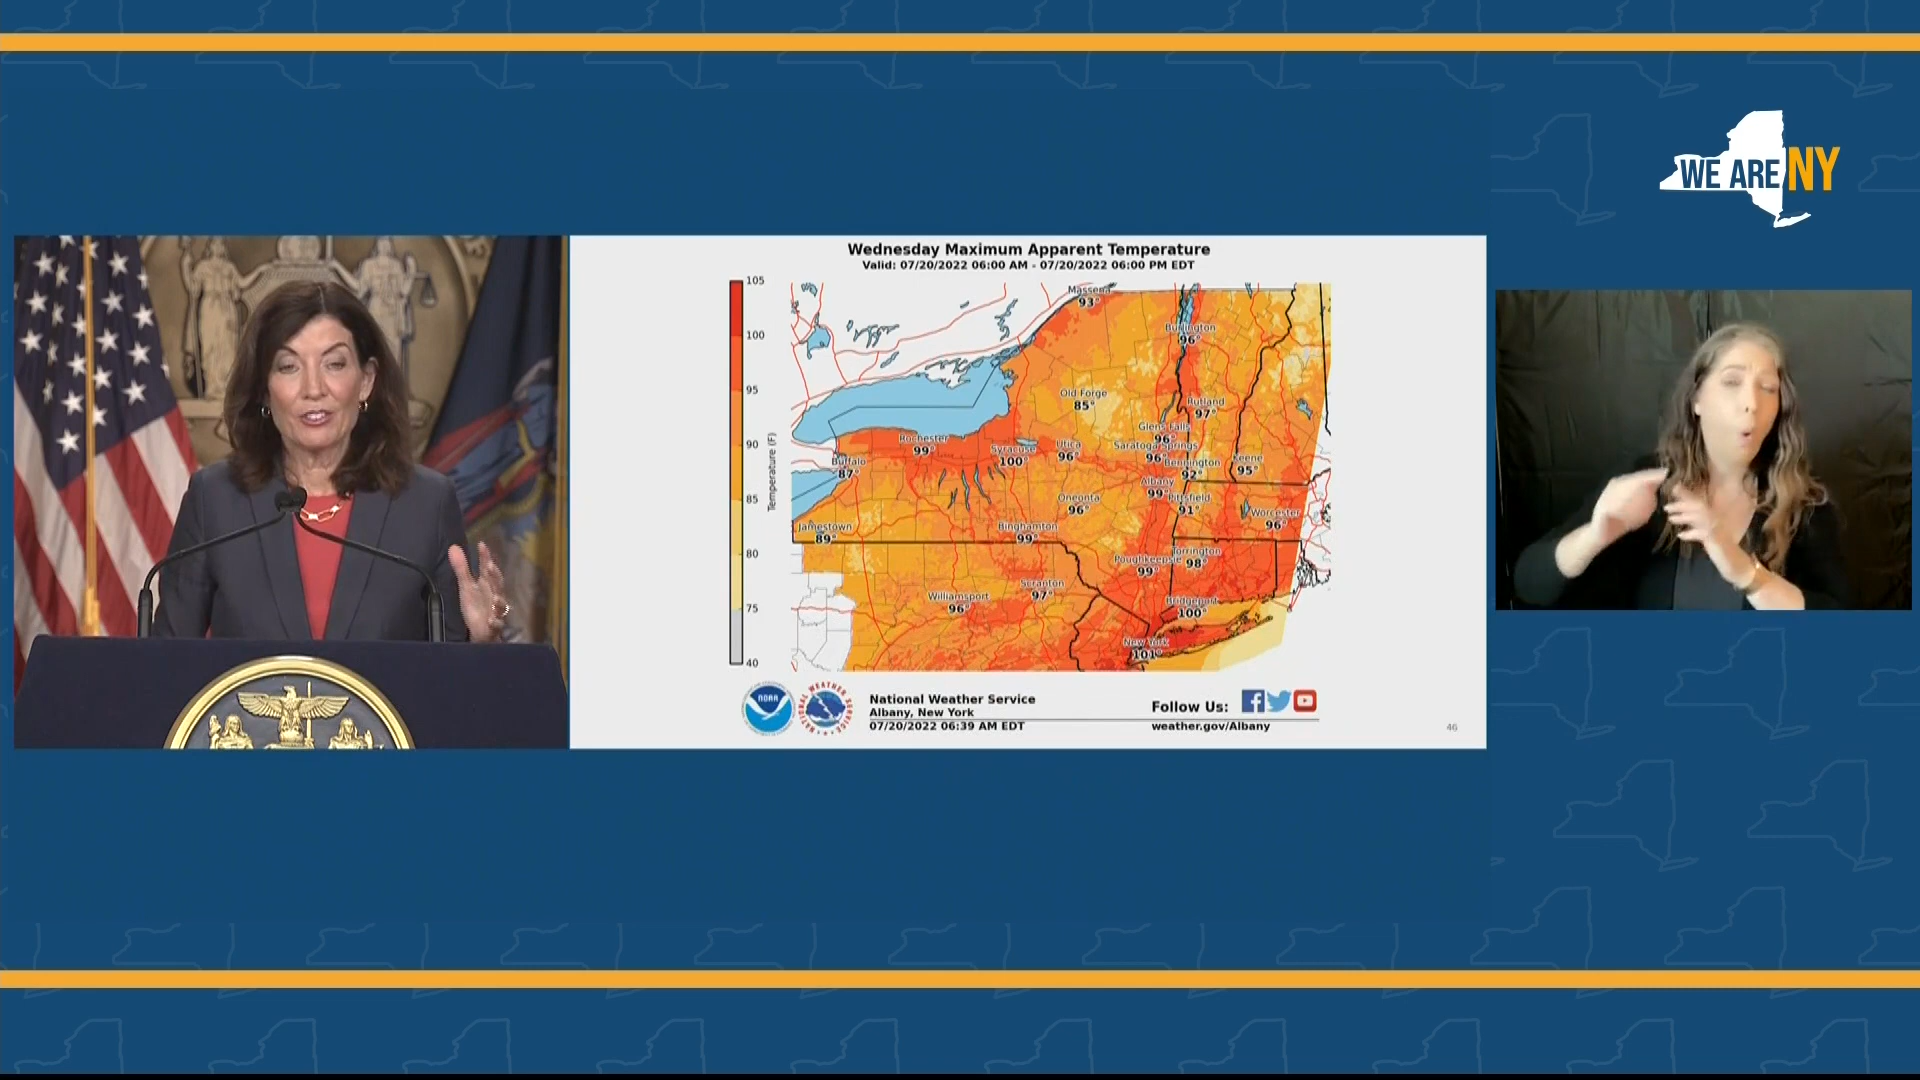 WE ARE NY
Wednesday Maximum Apparent Temperature
Valid: 07/20/2022 06:00 AM - 07/20/2022 06:00 PM EDT
105
100
95
90
85
80
75
40
Temperature (F)
Massena
93°
Burlington
96°
Old Forge
85°
Rutland
97°
Glens Falls
96°
Rochester
99°
Syracuse
100°
Utica
96°
Saratoga Springs
96°
Buffalo
87°
Bennington
92°
Keene
95°
Albany
99°
Pittsfield
91°
Oneonta
96°
Worcester
96°
Jamestown
89°
Binghamton
99°
Poughkeepsie
99°
Torrington
98°
Scranton
97°
Williamsport
96°
Bridgeport
100°
New York
101°
NOAA
NATIONAL WEATHER SERVICE
National Weather Service
Albany, New York
07/20/2022 06:39 AM EDT
Follow Us:
weather.gov/Albany
46